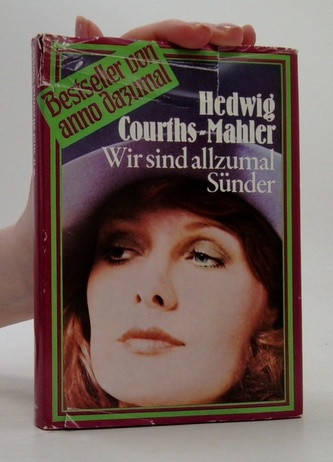 Bestseller von
anno dazumal
Hedwig
Courths-Mahler
Wir sind allzumal
Sünder